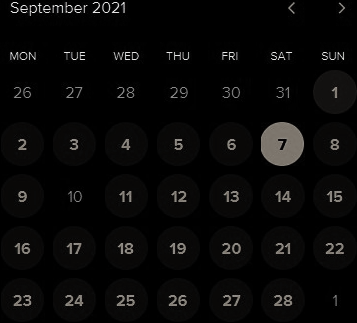 September 2021
MON TUE WED THU FRI SAT SUN
26 27 28 29 30 31 1
2 3 4 5 6 7 8
9 10 11 12 13 14 15
16 17 18 19 20 21 22
23 24 25 26 27 28 1